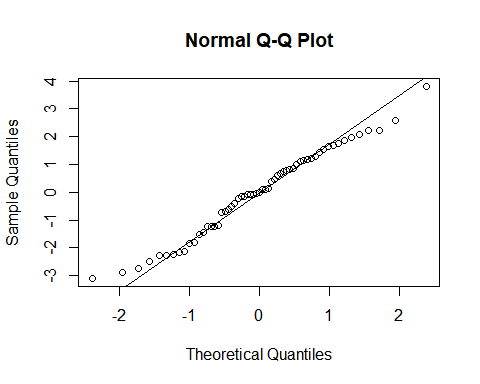 Normal Q-Q Plot
Sample Quantiles
4
3
2
1
0
-1
-2
-3
-2 -1 0 1 2
Theoretical Quantiles